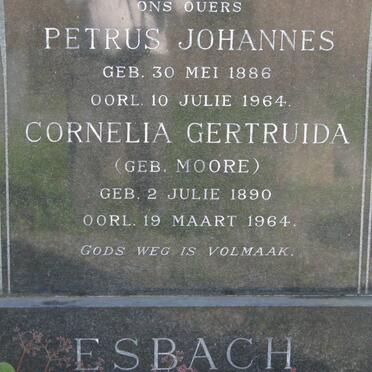 ONS OUERS
PETRUS JOHANNES
GEB. 30 MEI 1886
OORL. 10 JULIE 1964.
CORNELIA GERTRUIDA
(GEB. MOORE)
GEB. 2 JULIE 1890
OORL. 19 MAART 1964.
GODS WEG IS VOLMAAK.
ESBACH